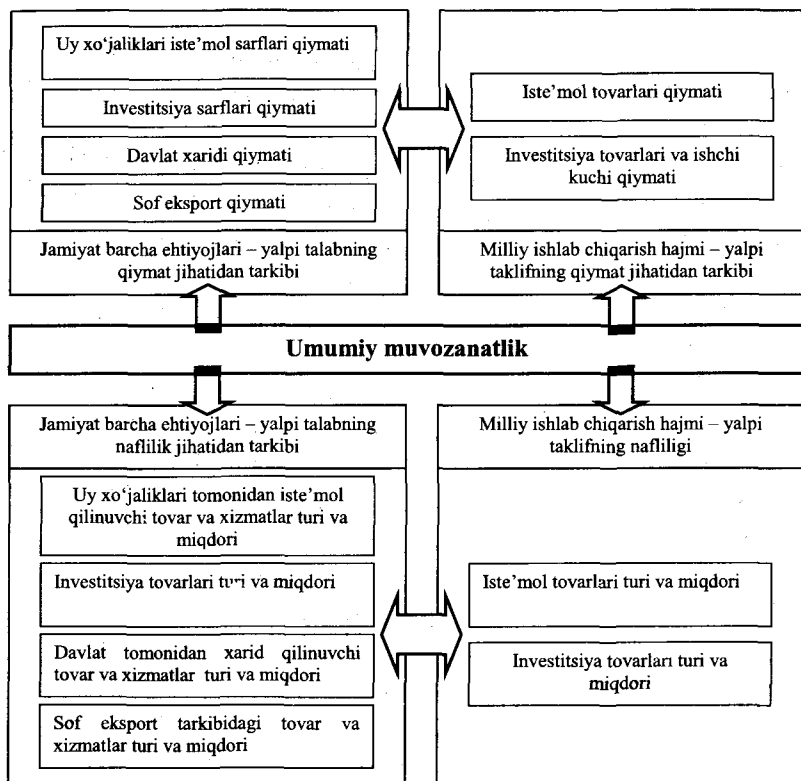 Uy xo‘jaliklari iste’mol sarflari qiymati
Investitsiya sarflari qiymati
Davlat xaridi qiymati
Sof eksport qiymati
Jamiyat barcha ehtiyojlari – yalpi talabning
qiymat jihatidan tarkibi
Iste’mol tovarlari qiymati
Investitsiya tovarlari va ishchi
kuchi qiymati
Milliy ishlab chiqarish hajmi – yalpi
taklifning qiymat jihatidan tarkibi
Umumiy muvozanatlik
Jamiyat barcha ehtiyojlari – yalpi talabning
naflilik jihatidan tarkibi
Uy xo‘jaliklari tomonidan iste’mol
qilinuvchi tovar va xizmatlar turi va
miqdori
Investitsiya tovarlari turi va miqdori
Davlat tomonidan xarid qilinuvchi
tovar va xizmatlar turi va miqdori
Sof eksport tarkibidagi tovar va
xizmatlar turi va miqdori
Milliy ishlab chiqarish hajmi – yalpi
taklifning nafliligi
Iste’mol tovarlari turi va miqdori
Investitsiya tovarları turi va
miqdori